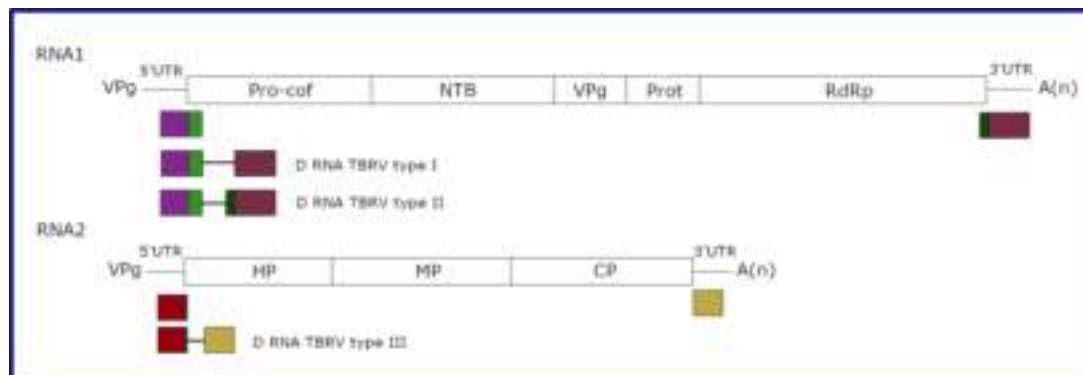 RNA1
5'UTR 3'UTR
VPg Pro-cof NTB VPg Prot RdRp A(n)
D RNA TBRV type I
D RNA TBRV type II
RNA2
5'UTR 3'UTR
VPg HP MP CP A(n)
D RNA TBRV type III